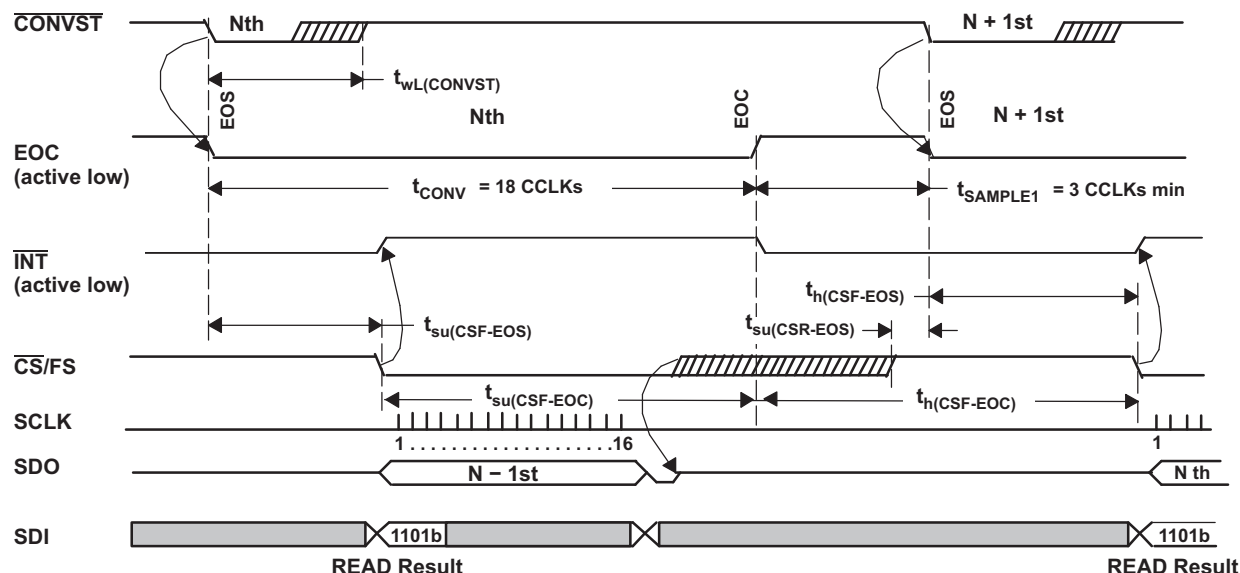 CONVST
Nth
N + 1st
twL(CONVST)
EOS
Nth
EOC
EOS
N + 1st
EOC
(active low)
tCONV = 18 CCLKs
tSAMPLE1 = 3 CCLKs min
INT
(active low)
th(CSF-EOS)
tsu(CSF-EOS)
tsu(CSR-EOS)
CS/FS
tsu(CSF-EOC)
th(CSF-EOC)
SCLK
1 . . . . . . . . . . . . . . . . . . . . .16
1
SDO
N − 1st
N th
SDI
1101b
1101b
READ Result
READ Result